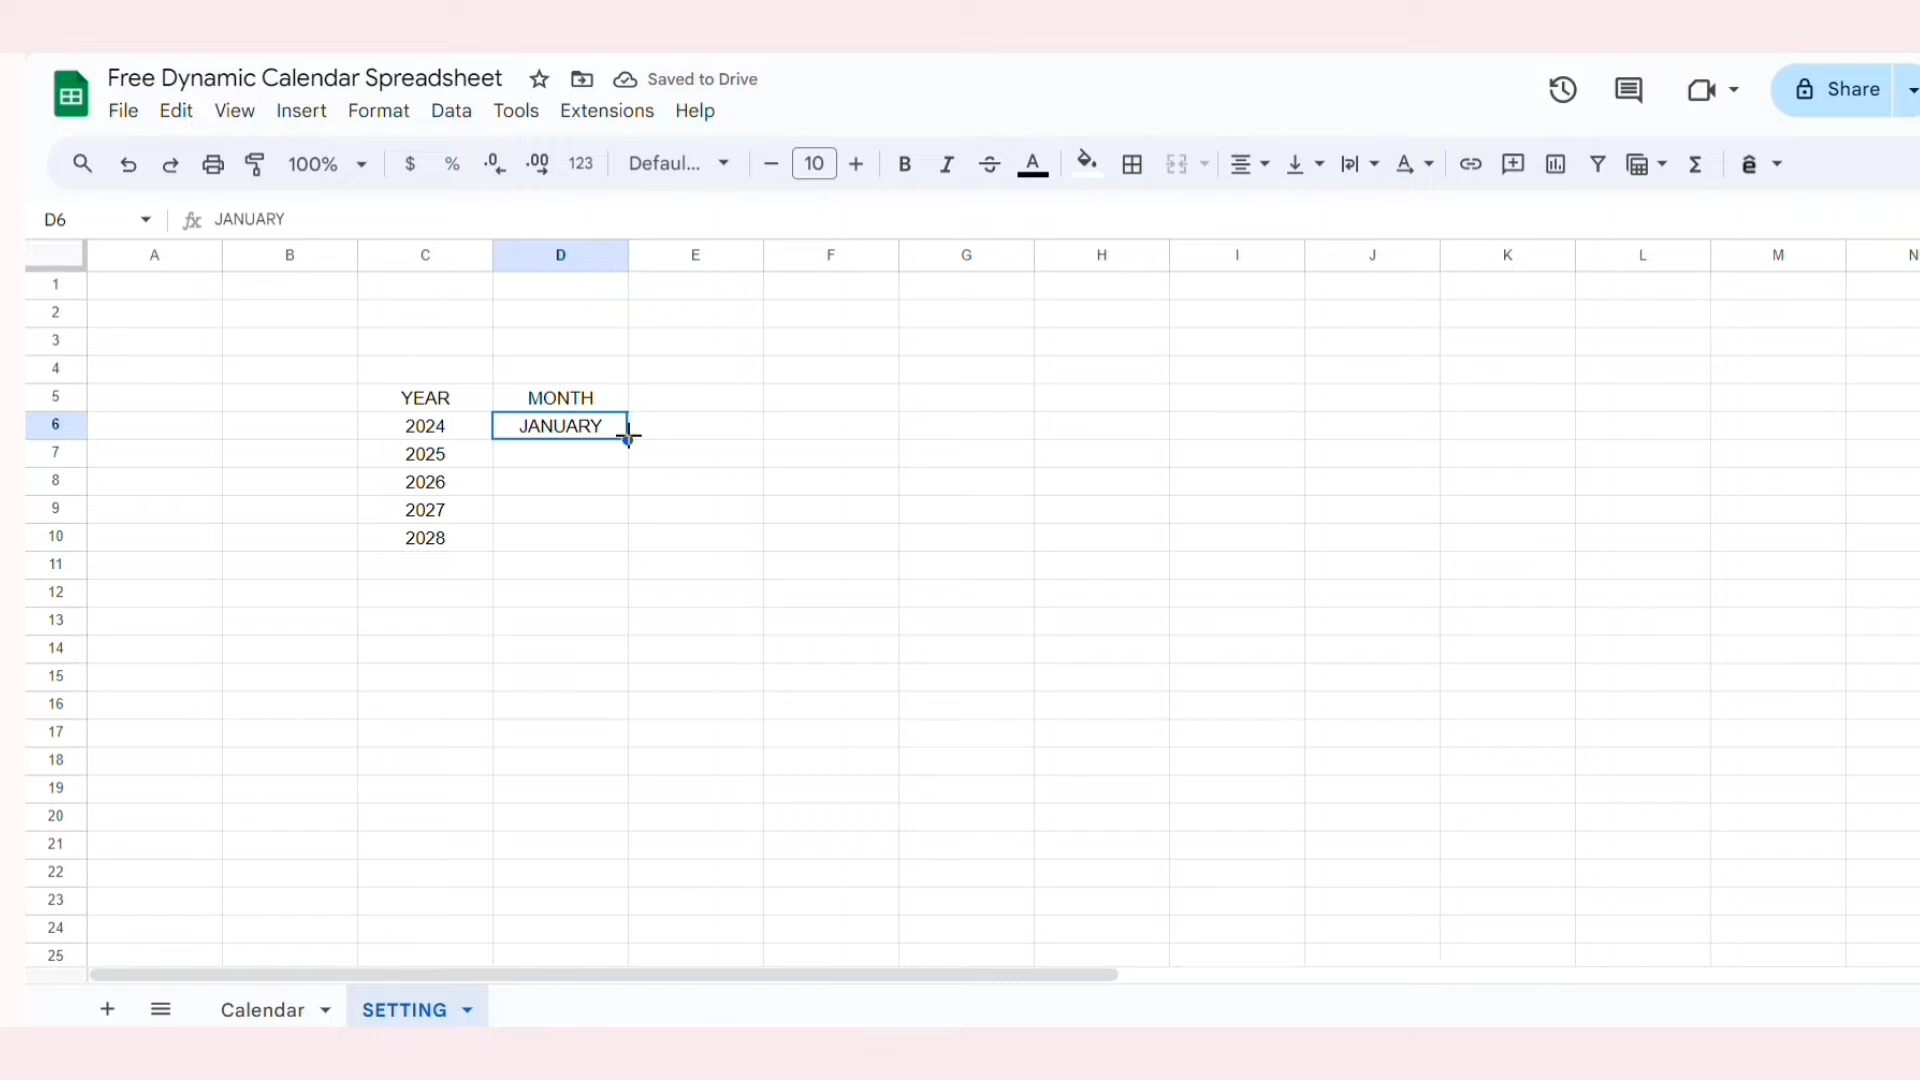 Free Dynamic Calendar Spreadsheet Saved to Drive
File Edit View Insert Format Data Tools Extensions Help
Share
100% $ % .0 .00 123 Defaul... 10 B I A
D6 fx JANUARY
A B C D E F G H I J K L M N
1
2
3
4
5 YEAR MONTH
6 2024 JANUARY
7 2025
8 2026
9 2027
10 2028
11
12
13
14
15
16
17
18
19
20
21
22
23
24
25
Calendar SETTING